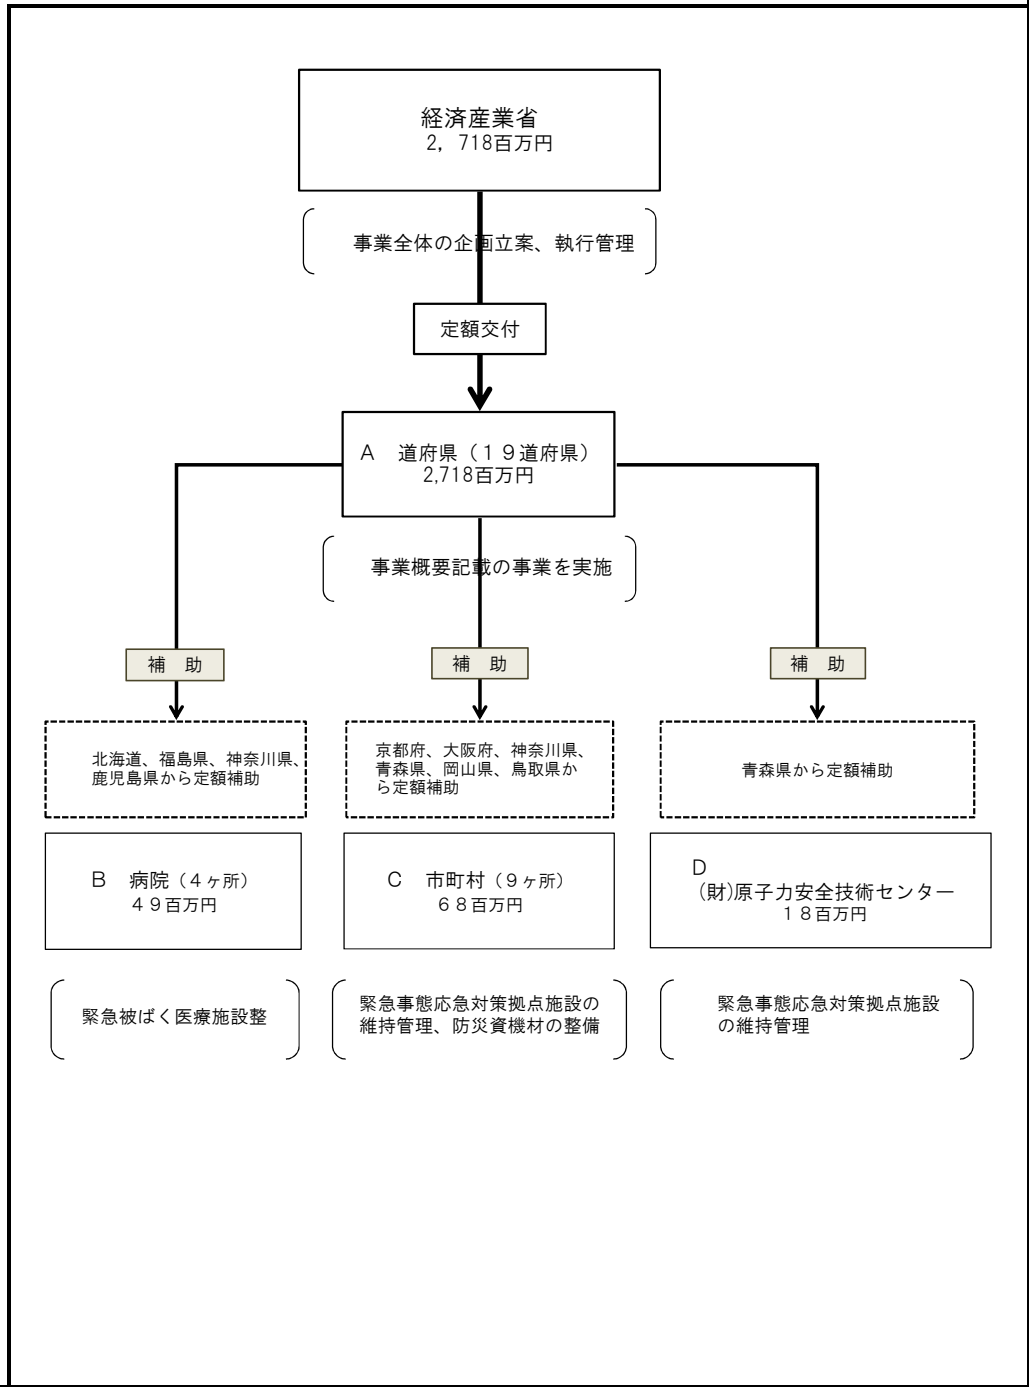 経済産業省
2，718百万円
事業全体の企画立案、執行管理
定額交付
A　道府県（１９道府県）
2,718百万円
事業概要記載の事業を実施
補　助
補　助
補　助
北海道、福島県、神奈川県、
鹿児島県から定額補助
京都府、大阪府、神奈川県、
青森県、岡山県、鳥取県か
ら定額補助
青森県から定額補助
B　病院（４ヶ所）
４９百万円
C　市町村（９ヶ所）
６８百万円
D
(財)原子力安全技術センター
１８百万円
緊急被ばく医療施設整
緊急事態応急対策拠点施設の
維持管理、防災資機材の整備
緊急事態応急対策拠点施設
の維持管理